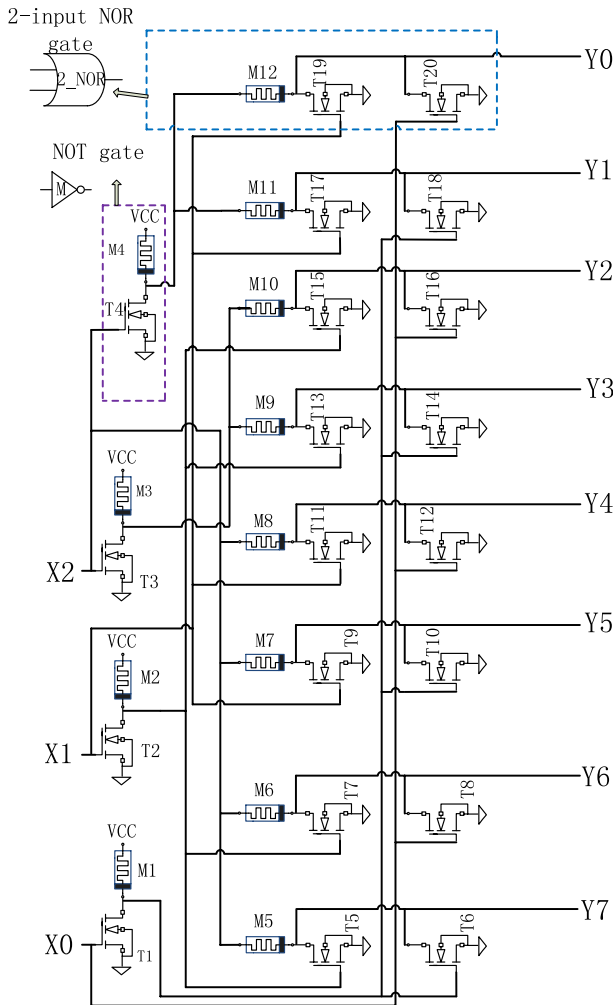 2-input NOR
gate
2_NOR
M12
T19
T20
Y0
NOT gate
M
M11
T17
T18
Y1
VCC
M4
T4
M10
T15
T16
Y2
M9
T13
T14
Y3
VCC
M3
X2
T3
M8
T11
T12
Y4
VCC
M2
X1
T2
M7
T9
T10
Y5
M6
T7
T8
Y6
VCC
M1
X0
T1
M5
T5
T6
Y7